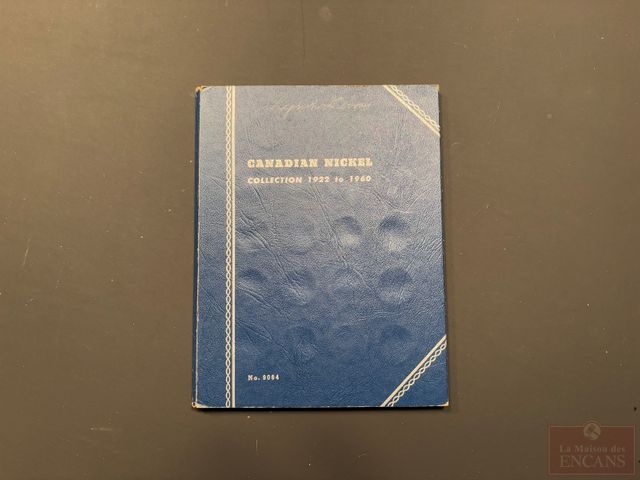 CANADIAN NICKEL
COLLECTION 1922 to 1960
No. 9064
La Maison des
ENCANS